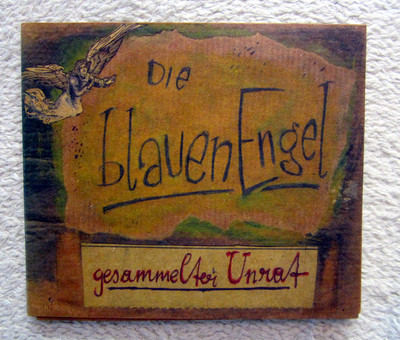 Die
blauen Engel
gesammelter Unrat